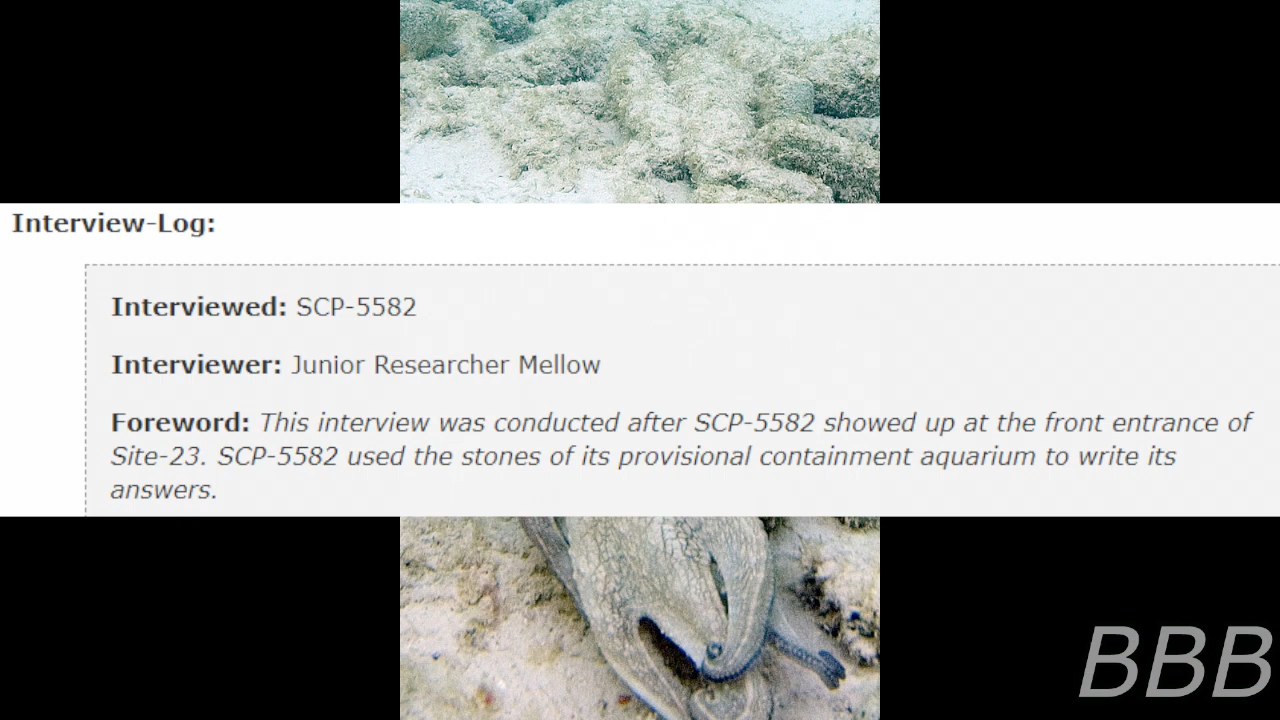 Interview-Log:
Interviewed: SCP-5582
Interviewer: Junior Researcher Mellow
Foreword: This interview was conducted after SCP-5582 showed up at the front entrance of
Site-23. SCP-5582 used the stones of its provisional containment aquarium to write its
answers.
BBB